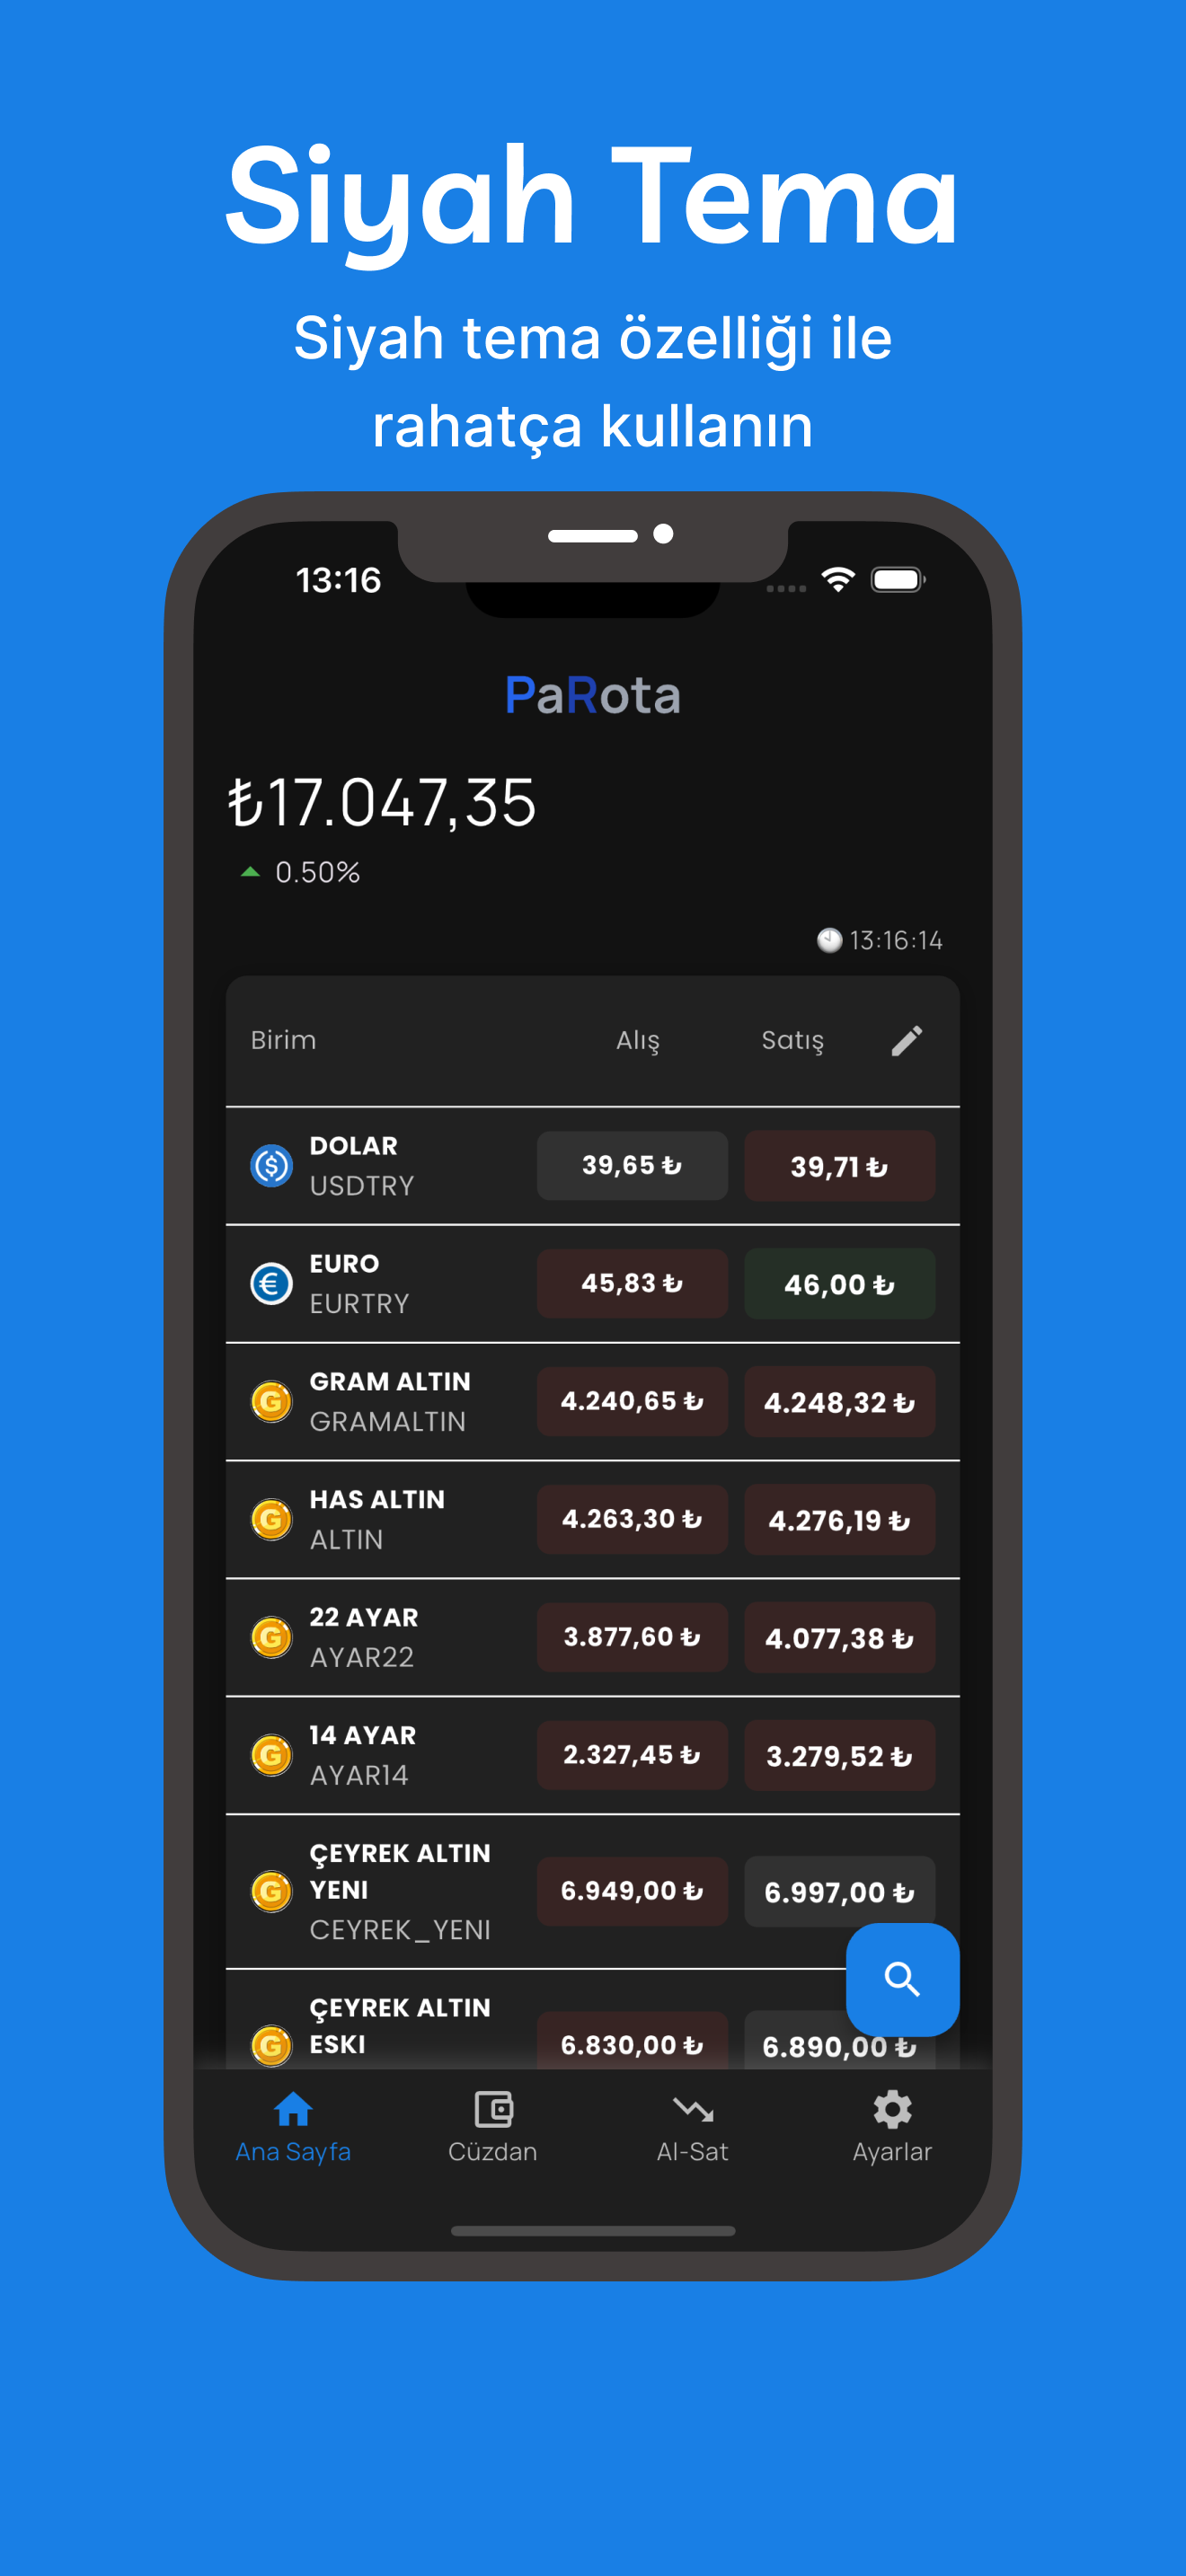 Siyah Tema
Siyah tema özelliği ile
rahatça kullanın
13:16
PaRota
₺17.047,35
0.50%
13:16:14
Birim Alış Satış
DOLAR
USDTRY
39,65 ₺ 39,71 ₺
EURO
EURTRY
45,83 ₺ 46,00 ₺
GRAM ALTIN
GRAMALTIN
4.240,65 ₺ 4.248,32 ₺
HAS ALTIN
ALTIN
4.263,30 ₺ 4.276,19 ₺
22 AYAR
AYAR22
3.877,60 ₺ 4.077,38 ₺
14 AYAR
AYAR14
2.327,45 ₺ 3.279,52 ₺
ÇEYREK ALTIN
YENI
CEYREK_YENI
6.949,00 ₺ 6.997,00 ₺
ÇEYREK ALTIN
ESKI
6.830,00 ₺ 6.890,00 ₺
Ana Sayfa Cüzdan Al-Sat Ayarlar